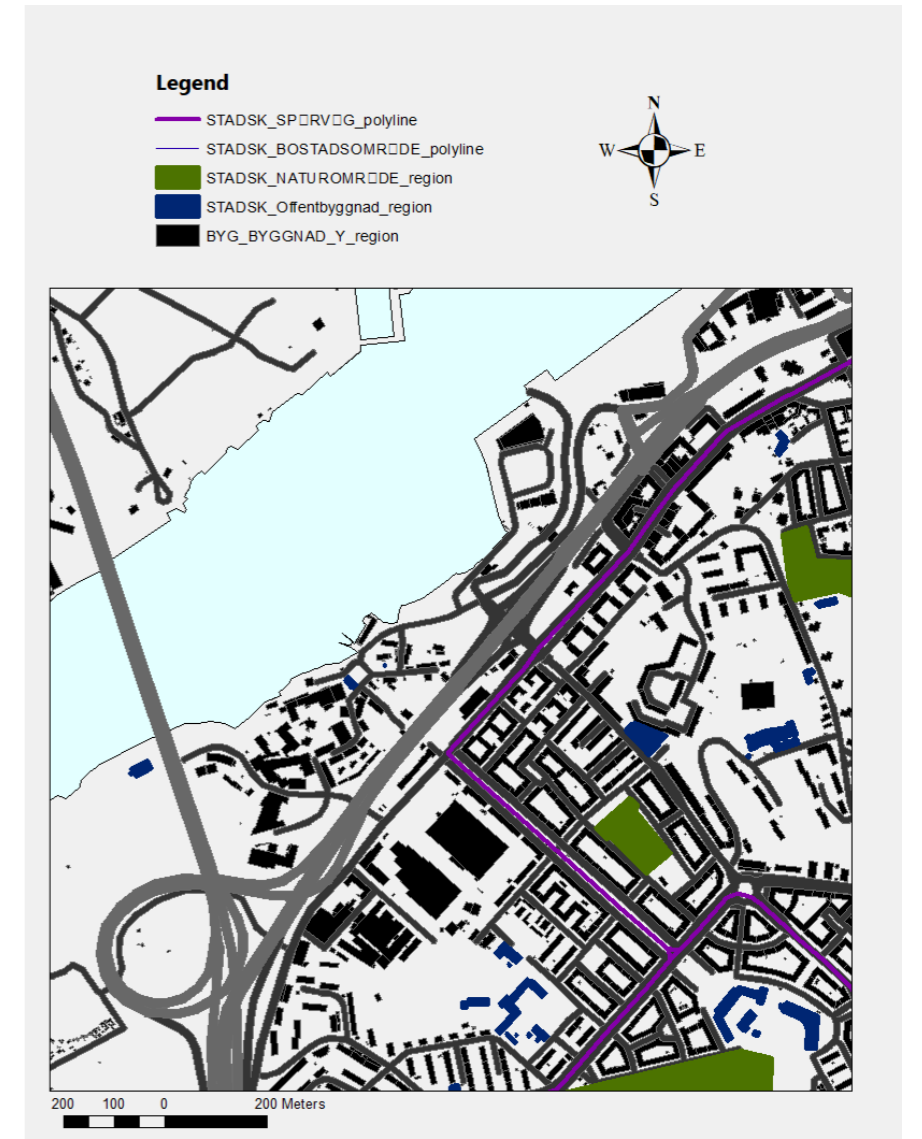 Legend
STADSK_SP□RV□G_polyline
STADSK_BOSTADSOMR□DE_polyline
STADSK_NATUROMR□DE_region
STADSK_Offentbyggnad_region
BYG_BYGGNAD_Y_region
N
W E
S
200 100 0 200 Meters